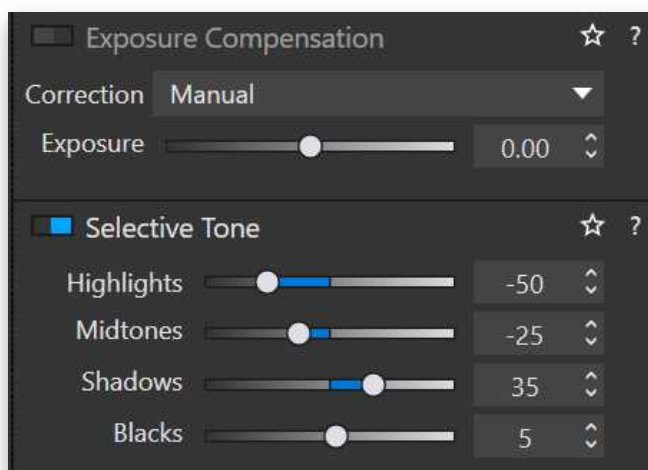 Exposure Compensation ?
Correction Manual
Exposure 0.00
Selective Tone ?
Highlights -50
Midtones -25
Shadows 35
Blacks 5